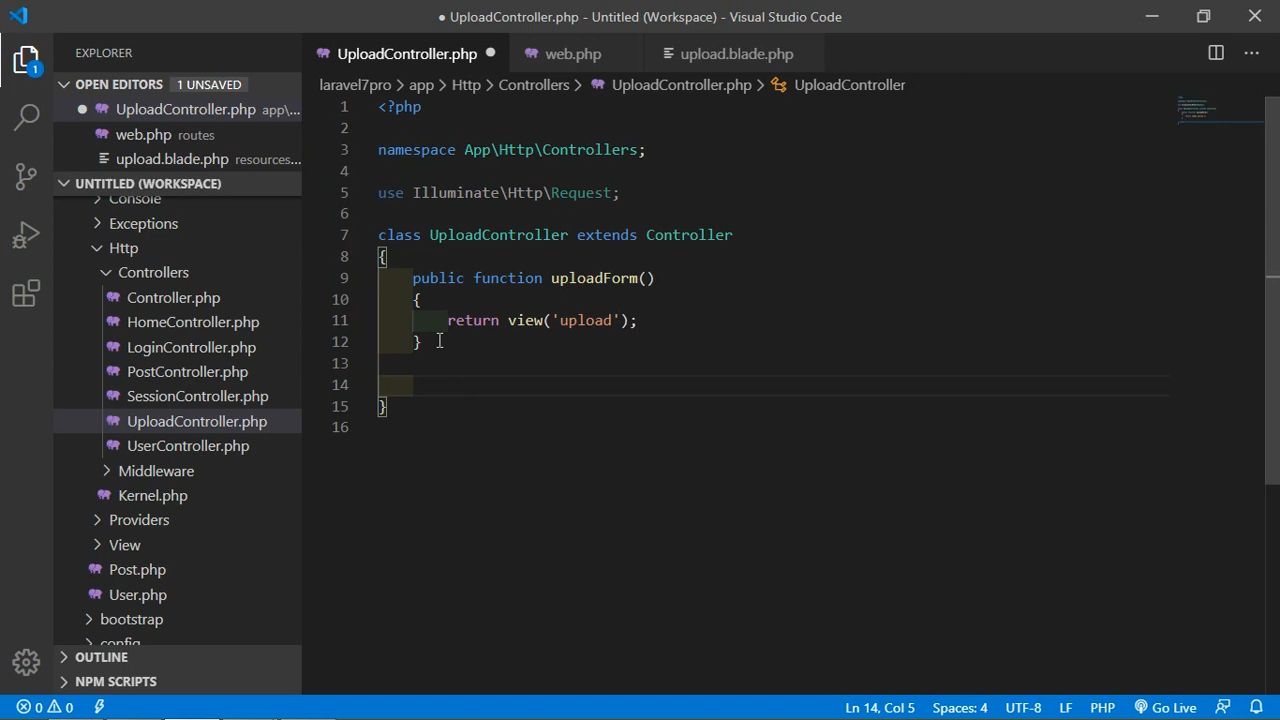 ● UploadController.php - Untitled (Workspace) - Visual Studio Code
EXPLORER
OPEN EDITORS 1 UNSAVED
UploadController.php app\...
web.php routes
upload.blade.php resources...
UNTITLED (WORKSPACE)
Console
Exceptions
Http
Controllers
Controller.php
HomeController.php
LoginController.php
PostController.php
SessionController.php
UploadController.php
UserController.php
Middleware
Kernel.php
Providers
View
Post.php
User.php
bootstrap
config
OUTLINE
NPM SCRIPTS
1
UploadController.php ● web.php upload.blade.php
laravel7pro > app > Http > Controllers > UploadController.php > UploadController
1 <?php
2
3 namespace App\Http\Controllers;
4
5 use Illuminate\Http\Request;
6
7 class UploadController extends Controller
8 {
9 public function uploadForm()
10 {
11 return view('upload');
12 }
13
14
15 }
16
0 0 Ln 14, Col 5 Spaces: 4 UTF-8 LF PHP Go Live